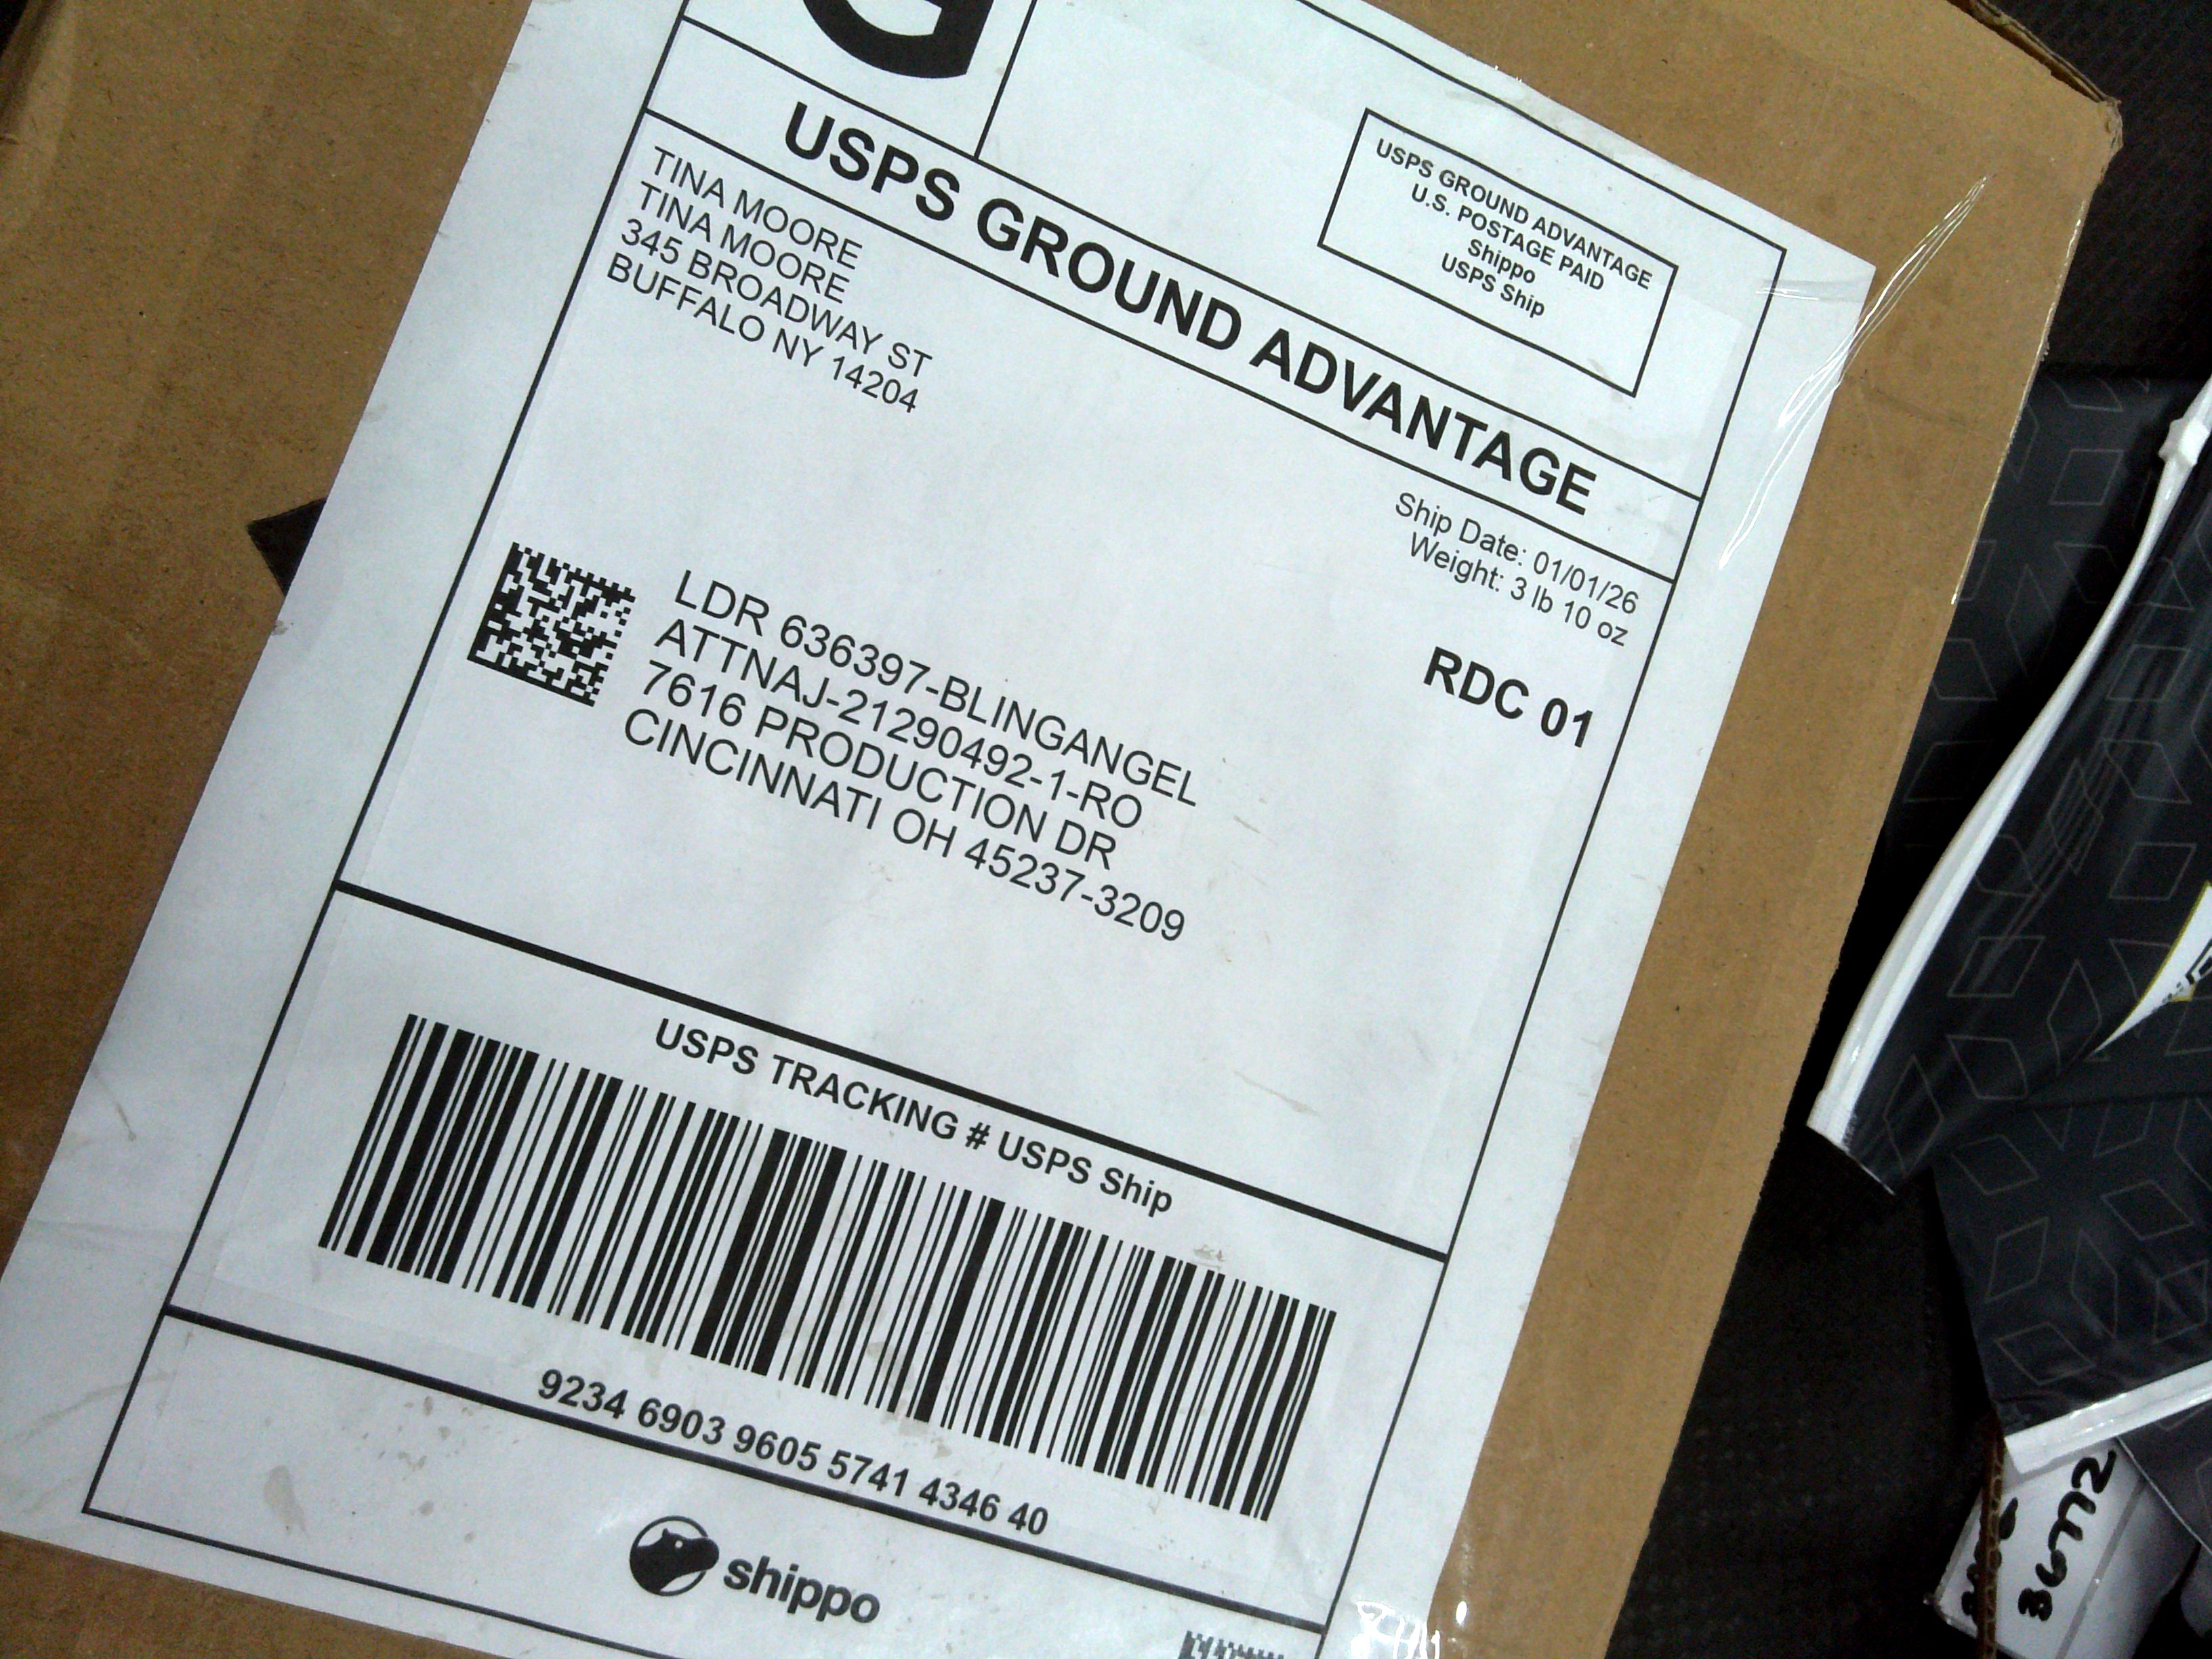 G
USPS GROUND ADVANTAGE
U.S. POSTAGE PAID
Shippo
USPS Ship
USPS GROUND ADVANTAGE
TINA MOORE
TINA MOORE
345 BROADWAY ST
BUFFALO NY 14204
Ship Date: 01/01/26
Weight: 3 lb 10 oz
RDC 01
LDR 636397-BLINGANGEL
ATTNAJ-21290492-1-RO
7616 PRODUCTION DR
CINCINNATI OH 45237-3209
USPS TRACKING # USPS Ship
9234 6903 9605 5741 4346 40
shippo